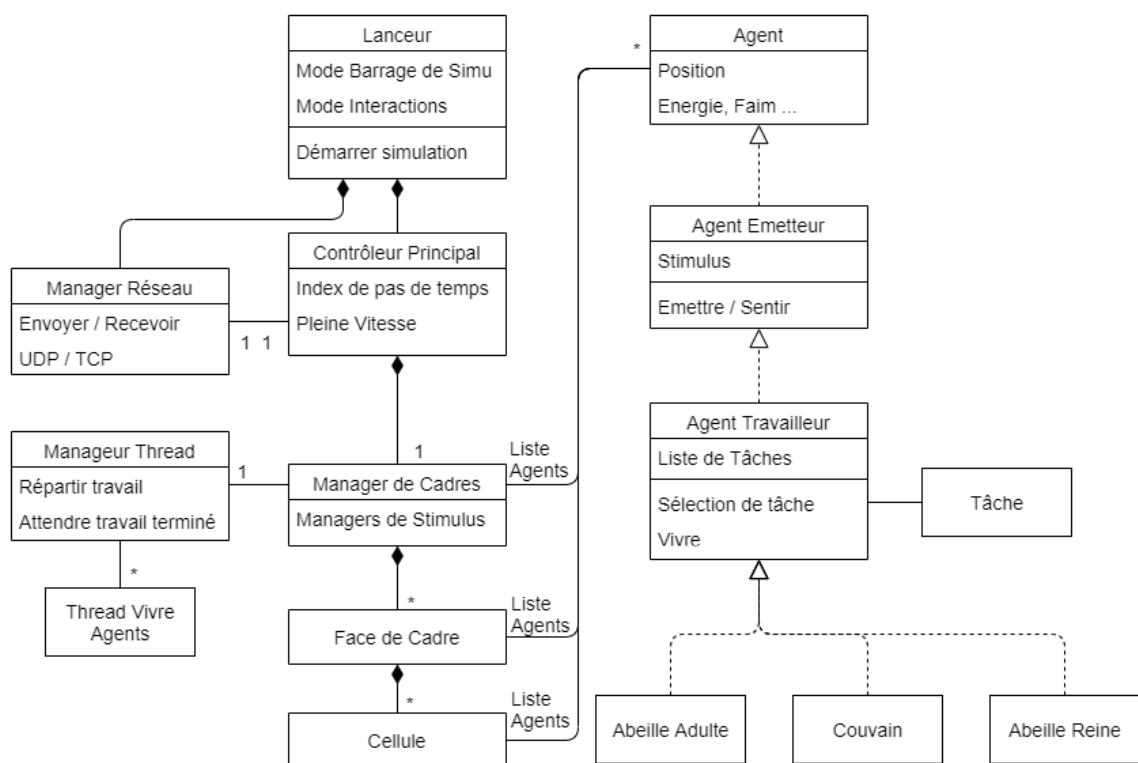 Lanceur
Mode Barrage de Simu
Mode Interactions
Démarrer simulation
Agent
Position
Energie, Faim ...
*
Agent Emetteur
Stimulus
Emettre / Sentir
Contrôleur Principal
Index de pas de temps
Pleine Vitesse
Manager Réseau
Envoyer / Recevoir
UDP / TCP
1 1
Manageur Thread
Répartir travail
Attendre travail terminé
1
1
Manager de Cadres
Managers de Stimulus
Liste
Agents
Agent Travailleur
Liste de Tâches
Sélection de tâche
Vivre
Tâche
*
Thread Vivre
Agents
*
Face de Cadre
Liste
Agents
*
Cellule
Liste
Agents
Abeille Adulte
Couvain
Abeille Reine